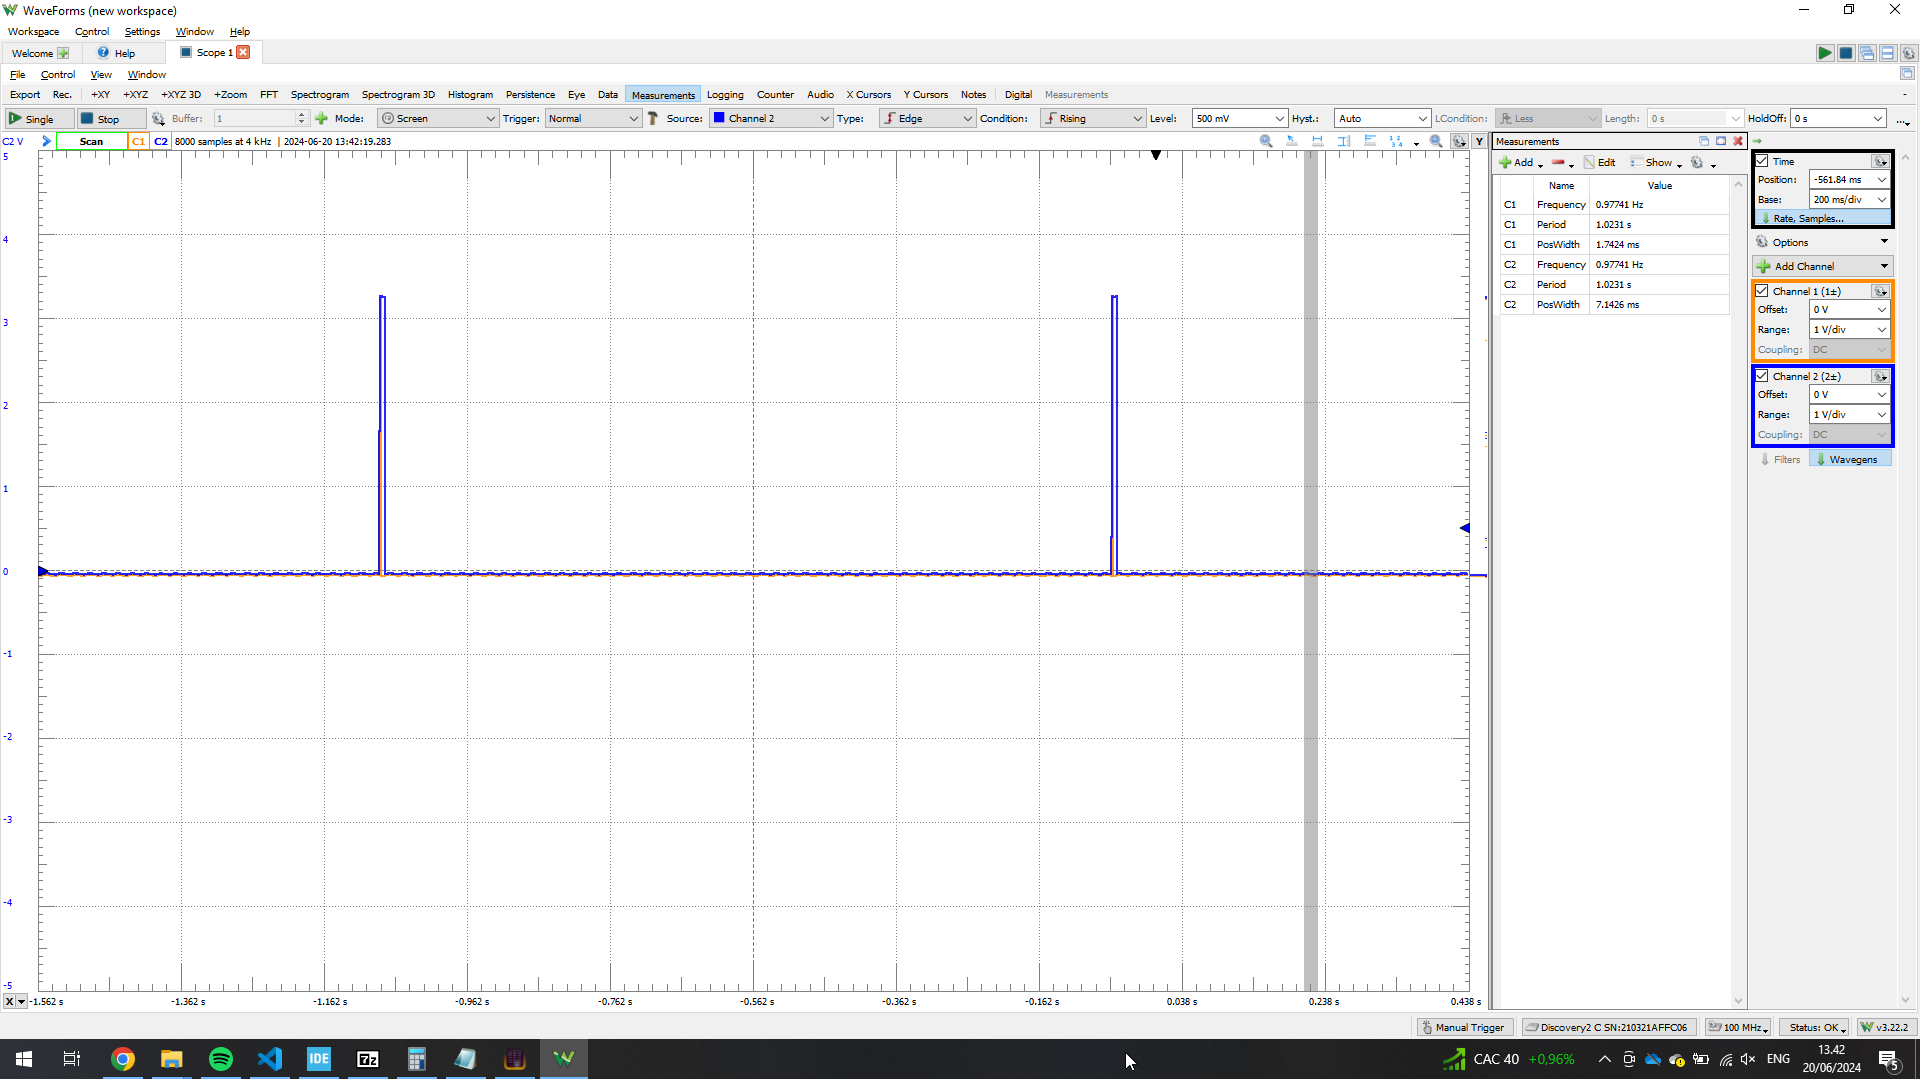 WaveForms (new workspace)
Workspace Control Settings Window Help
Welcome Help Scope 1
File Control View Window
Export Rec. +XY +XYZ +XYZ 3D +Zoom FFT Spectrogram Spectrogram 3D Histogram Persistence Eye Data Measurements Logging Counter Audio X Cursors Y Cursors Notes Digital Measurements
Single Stop Buffer: 1 Mode: Screen Trigger: Normal Source: Channel 2 Type: Edge Condition: Rising Level: 500 mV Hyst.: Auto LCondition: Less Length: 0 s HoldOff: 0 s ...
C2 V Scan C1 C2 8000 samples at 4 kHz | 2024-06-20 13:42:19.283 Y
5
4
3
2
1
0
-1
-2
-3
-4
-5
X -1.562 s -1.362 s -1.162 s -0.962 s -0.762 s -0.562 s -0.362 s -0.162 s 0.038 s 0.238 s 0.438 s
Measurements
Add Edit Show
Name Value
C1 Frequency 0.97741 Hz
C1 Period 1.0231 s
C1 PosWidth 1.7424 ms
C2 Frequency 0.97741 Hz
C2 Period 1.0231 s
C2 PosWidth 7.1426 ms
Time
Position: -561.84 ms
Base: 200 ms/div
Rate, Samples...
Options
Add Channel
Channel 1 (1±)
Offset: 0 V
Range: 1 V/div
Coupling: DC
Channel 2 (2±)
Offset: 0 V
Range: 1 V/div
Coupling: DC
Filters Wavegens
Manual Trigger Discovery2 C SN:210321AFFC06 100 MHz Status: OK v3.22.2
IDE 7z CAC 40 +0,96% ENG 13.42
20/06/2024 5